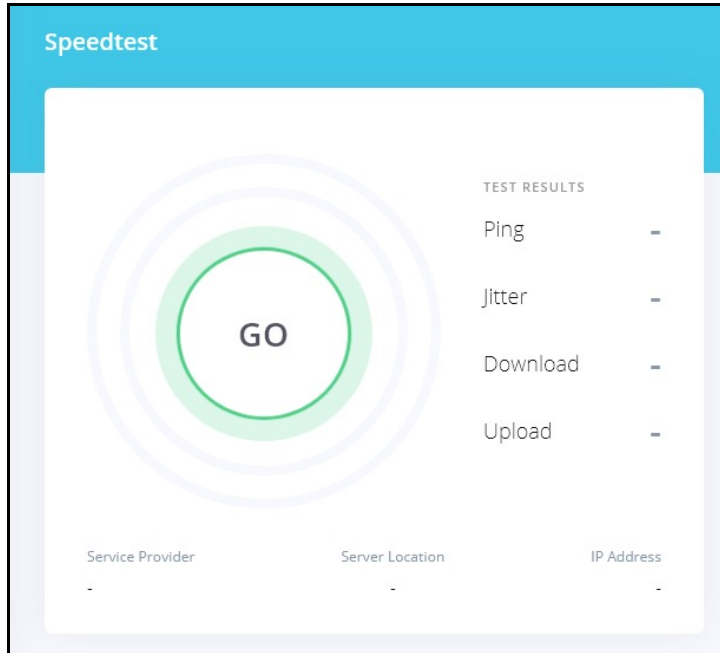 Speedtest
GO
TEST RESULTS
Ping -
Jitter -
Download -
Upload -
Service Provider Server Location IP Address
- - -